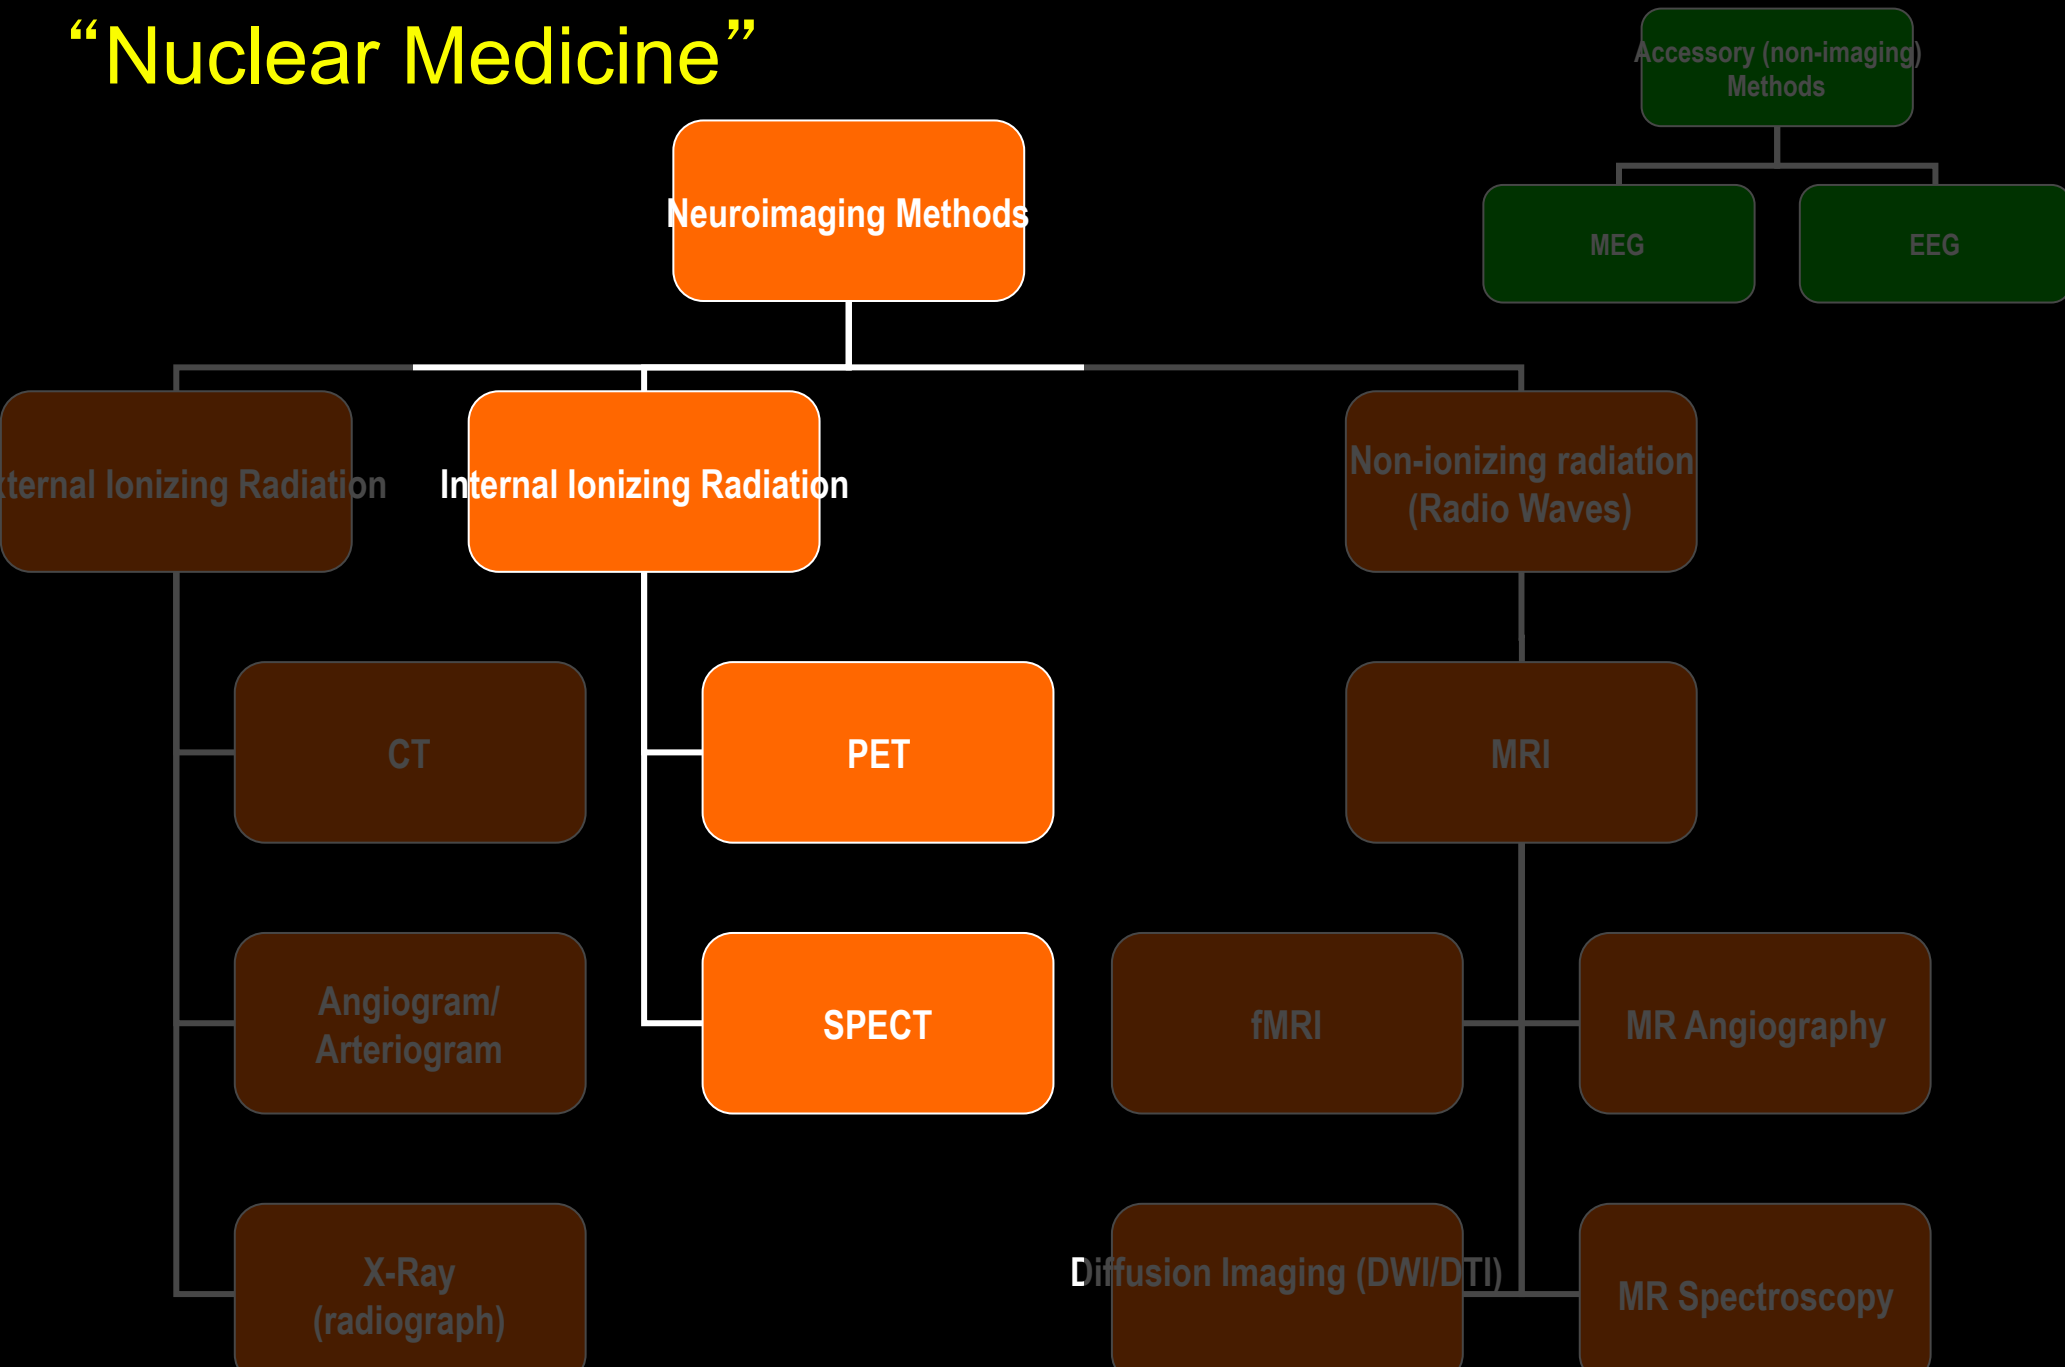 “Nuclear Medicine”
Accessory (non-imaging)
Methods
MEG
EEG
Neuroimaging Methods
xternal Ionizing Radiation
Internal Ionizing Radiation
Non-ionizing radiation
(Radio Waves)
CT
PET
MRI
Angiogram/
Arteriogram
SPECT
fMRI
MR Angiography
X-Ray
(radiograph)
Diffusion Imaging (DWI/DTI)
MR Spectroscopy